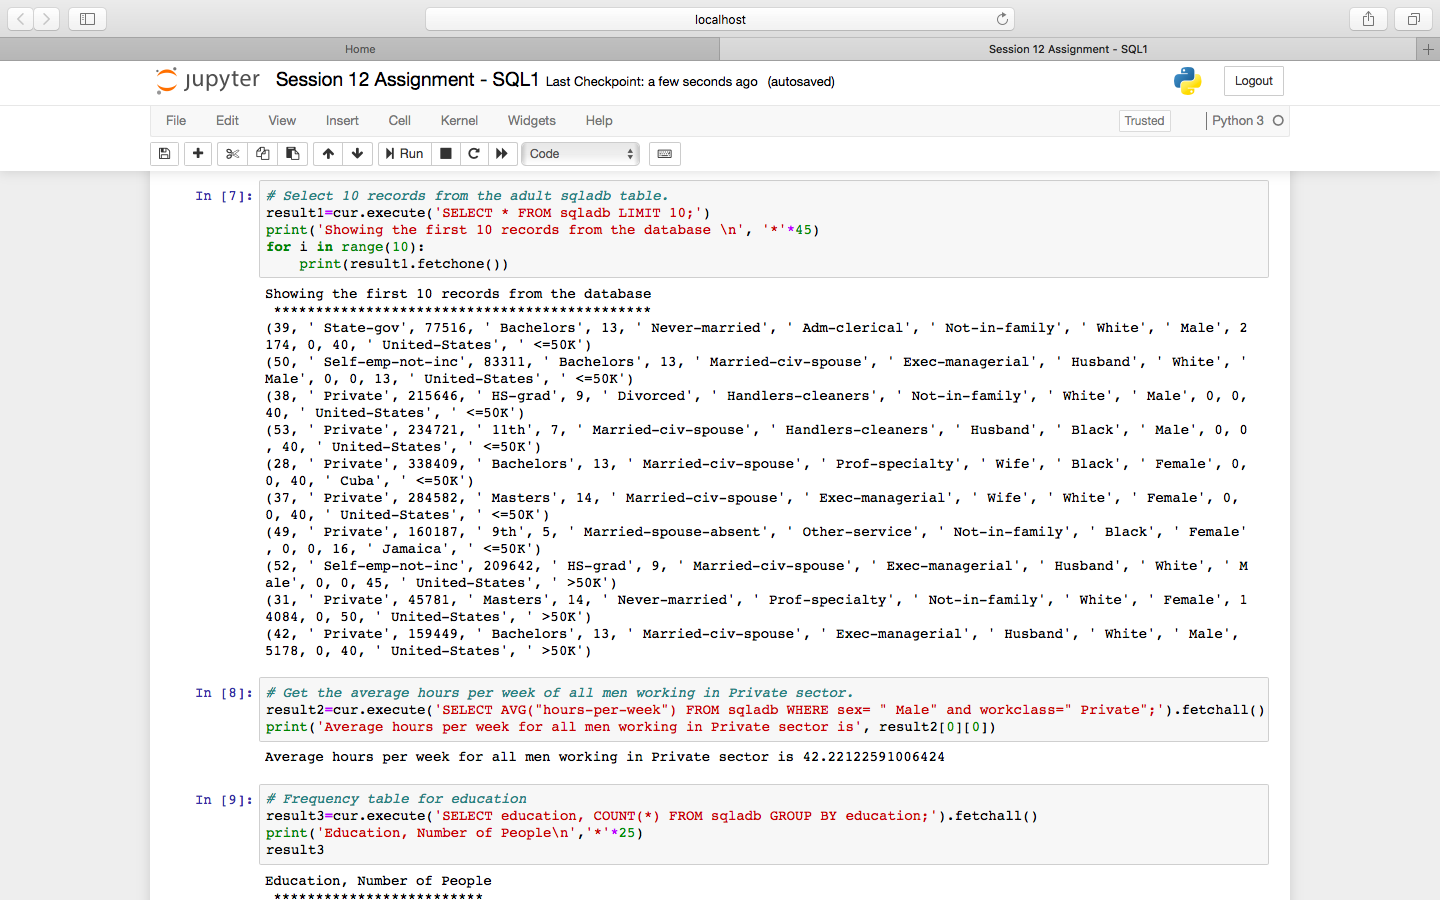 localhost
Home
Session 12 Assignment - SQL1
jupyter Session 12 Assignment - SQL1 Last Checkpoint: a few seconds ago (autosaved)
Logout
File Edit View Insert Cell Kernel Widgets Help Trusted Python 3
Run Code
In [7]: # Select 10 records from the adult sqladb table.
result1=cur.execute('SELECT * FROM sqladb LIMIT 10;')
print('Showing the first 10 records from the database \n', '*'*45)
for i in range(10):
    print(result1.fetchone())
Showing the first 10 records from the database
*********************************************
(39, ' State-gov', 77516, ' Bachelors', 13, ' Never-married', ' Adm-clerical', ' Not-in-family', ' White', ' Male', 2
174, 0, 40, ' United-States', ' <=50K')
(50, ' Self-emp-not-inc', 83311, ' Bachelors', 13, ' Married-civ-spouse', ' Exec-managerial', ' Husband', ' White', '
Male', 0, 0, 13, ' United-States', ' <=50K')
(38, ' Private', 215646, ' HS-grad', 9, ' Divorced', ' Handlers-cleaners', ' Not-in-family', ' White', ' Male', 0, 0,
40, ' United-States', ' <=50K')
(53, ' Private', 234721, ' 11th', 7, ' Married-civ-spouse', ' Handlers-cleaners', ' Husband', ' Black', ' Male', 0, 0
, 40, ' United-States', ' <=50K')
(28, ' Private', 338409, ' Bachelors', 13, ' Married-civ-spouse', ' Prof-specialty', ' Wife', ' Black', ' Female', 0,
0, 40, ' Cuba', ' <=50K')
(37, ' Private', 284582, ' Masters', 14, ' Married-civ-spouse', ' Exec-managerial', ' Wife', ' White', ' Female', 0,
0, 40, ' United-States', ' <=50K')
(49, ' Private', 160187, ' 9th', 5, ' Married-spouse-absent', ' Other-service', ' Not-in-family', ' Black', ' Female'
, 0, 0, 16, ' Jamaica', ' <=50K')
(52, ' Self-emp-not-inc', 209642, ' HS-grad', 9, ' Married-civ-spouse', ' Exec-managerial', ' Husband', ' White', ' M
ale', 0, 0, 45, ' United-States', ' >50K')
(31, ' Private', 45781, ' Masters', 14, ' Never-married', ' Prof-specialty', ' Not-in-family', ' White', ' Female', 1
4084, 0, 50, ' United-States', ' >50K')
(42, ' Private', 159449, ' Bachelors', 13, ' Married-civ-spouse', ' Exec-managerial', ' Husband', ' White', ' Male',
5178, 0, 40, ' United-States', ' >50K')
In [8]: # Get the average hours per week of all men working in Private sector.
result2=cur.execute('SELECT AVG("hours-per-week") FROM sqladb WHERE sex= " Male" and workclass=" Private";').fetchall()
print('Average hours per week for all men working in Private sector is', result2[0][0])
Average hours per week for all men working in Private sector is 42.22122591006424
In [9]: # Frequency table for education
result3=cur.execute('SELECT education, COUNT(*) FROM sqladb GROUP BY education;').fetchall()
print('Education, Number of People\n','*'*25)
result3
Education, Number of People
*************************